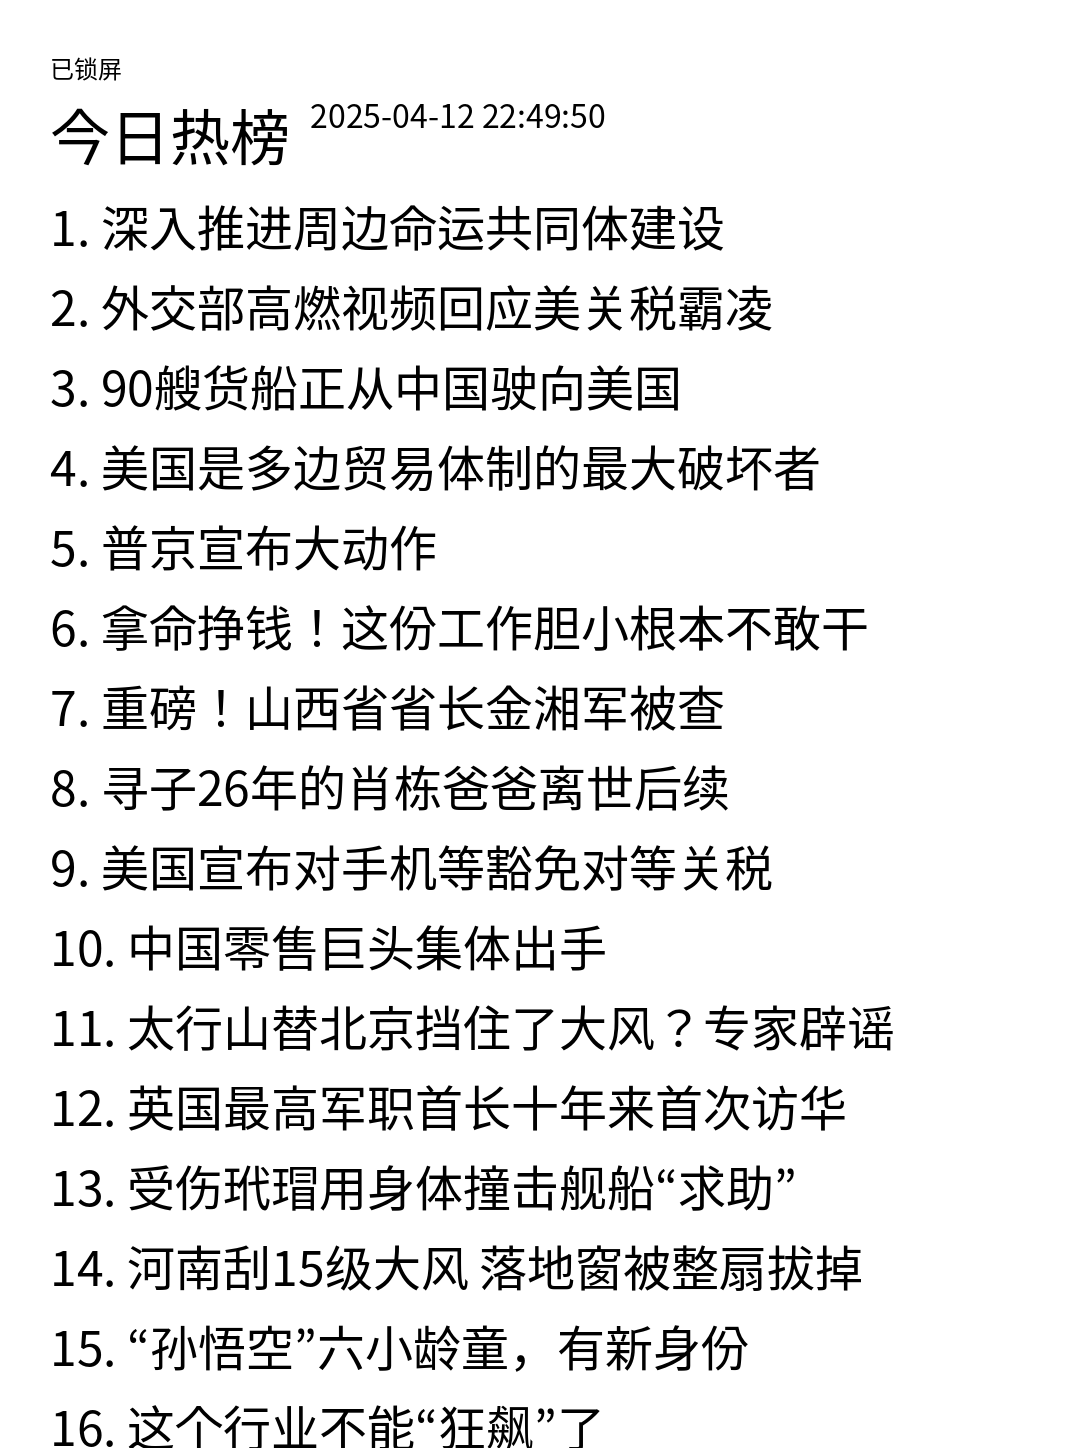 已锁屏
今日热榜 2025-04-12 22:49:50
1. 深入推进周边命运共同体建设
2. 外交部高燃视频回应美关税霸凌
3. 90艘货船正从中国驶向美国
4. 美国是多边贸易体制的最大破坏者
5. 普京宣布大动作
6. 拿命挣钱！这份工作胆小根本不敢干
7. 重磅！山西省省长金湘军被查
8. 寻子26年的肖栋爸爸离世后续
9. 美国宣布对手机等豁免对等关税
10. 中国零售巨头集体出手
11. 太行山替北京挡住了大风？专家辟谣
12. 英国最高军职首长十年来首次访华
13. 受伤玳瑁用身体撞击舰船“求助”
14. 河南刮15级大风 落地窗被整扇拔掉
15. “孙悟空”六小龄童，有新身份
16. 这个行业不能“狂飙”了